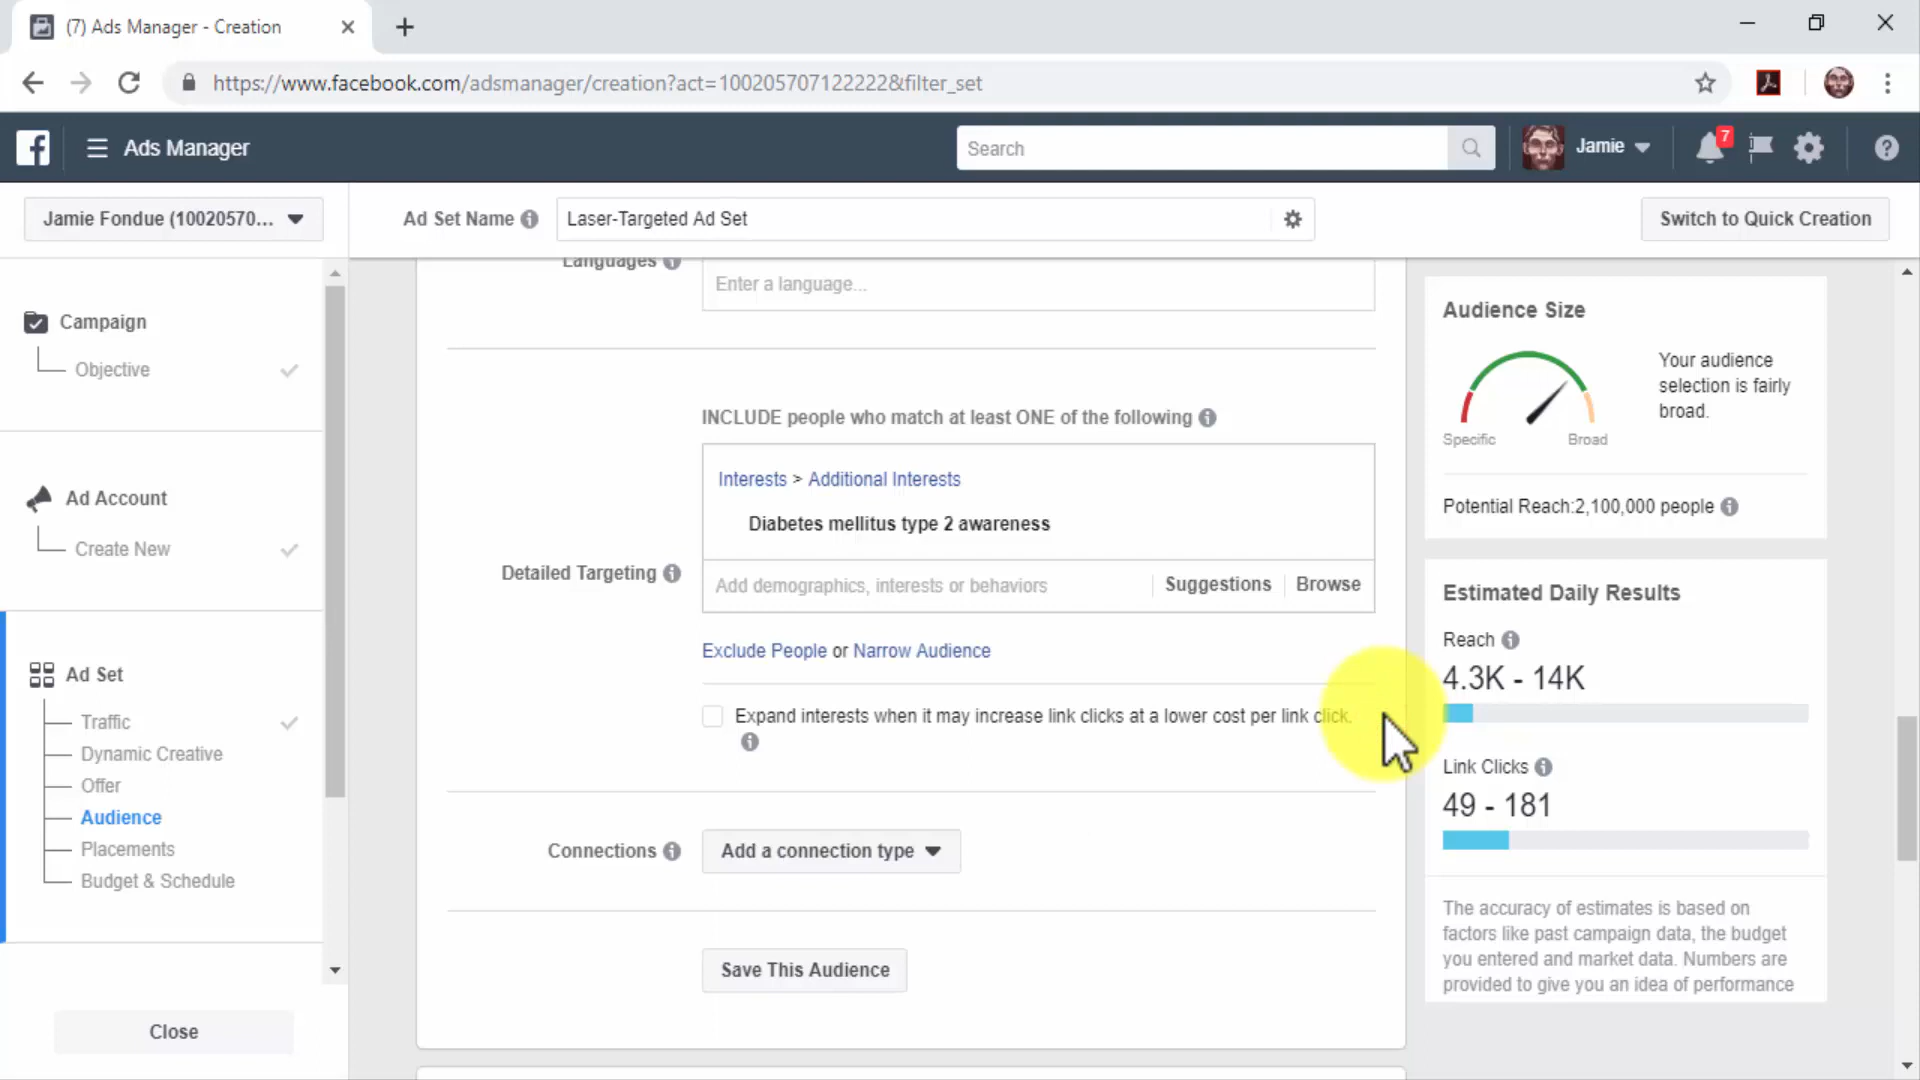 (7) Ads Manager - Creation
https://www.facebook.com/adsmanager/creation?act=100205707122222&filter_set
Ads Manager
Search
Jamie
7
Jamie Fondue (10020570...
Ad Set Name
Laser-Targeted Ad Set
Switch to Quick Creation
Campaign
Objective
Ad Account
Create New
Ad Set
Traffic
Dynamic Creative
Offer
Audience
Placements
Budget & Schedule
Close
Languages
Enter a language...
INCLUDE people who match at least ONE of the following
Interests > Additional Interests
Diabetes mellitus type 2 awareness
Detailed Targeting
Add demographics, interests or behaviors
Suggestions
Browse
Exclude People or Narrow Audience
Expand interests when it may increase link clicks at a lower cost per link click.
Connections
Add a connection type
Save This Audience
Audience Size
Your audience
selection is fairly
broad.
Specific
Broad
Potential Reach:2,100,000 people
Estimated Daily Results
Reach
4.3K - 14K
Link Clicks
49 - 181
The accuracy of estimates is based on
factors like past campaign data, the budget
you entered and market data. Numbers are
provided to give you an idea of performance